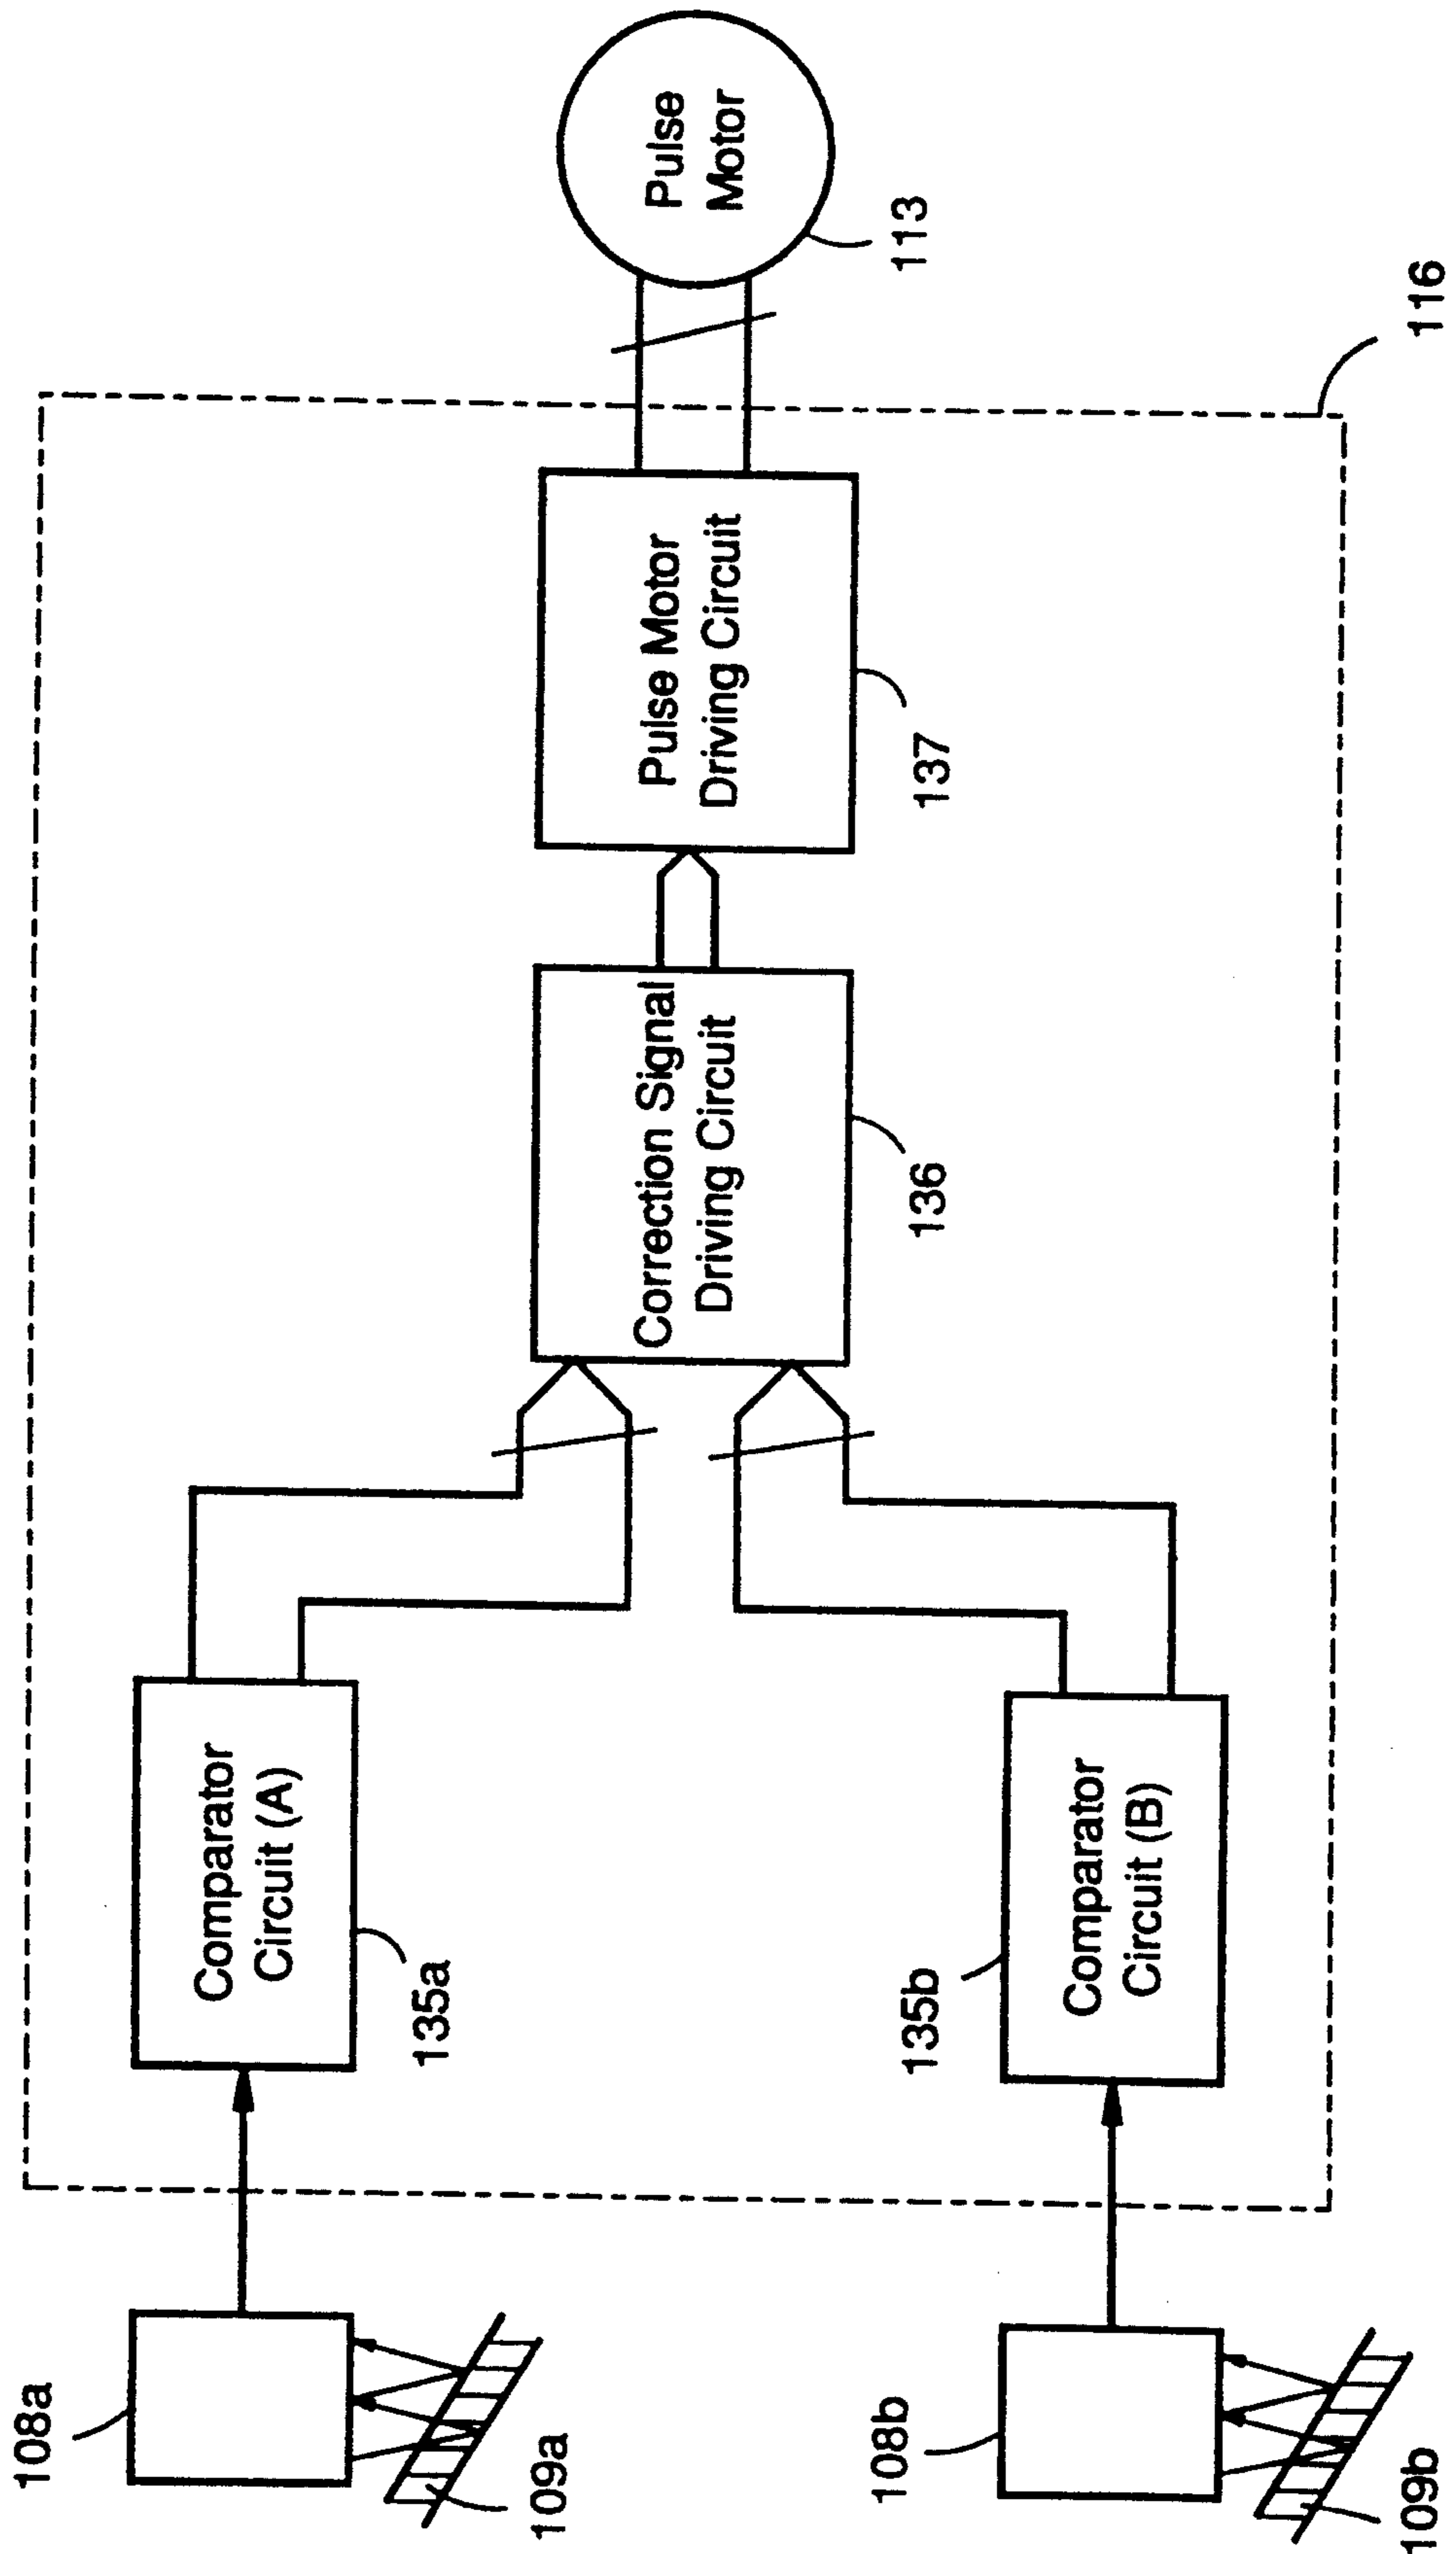 108a
109a
Comparator
Circuit (A)
135a
108b
109b
Comparator
Circuit (B)
135b
Correction Signal
Driving Circuit
136
Pulse Motor
Driving Circuit
137
Pulse
Motor
113
116